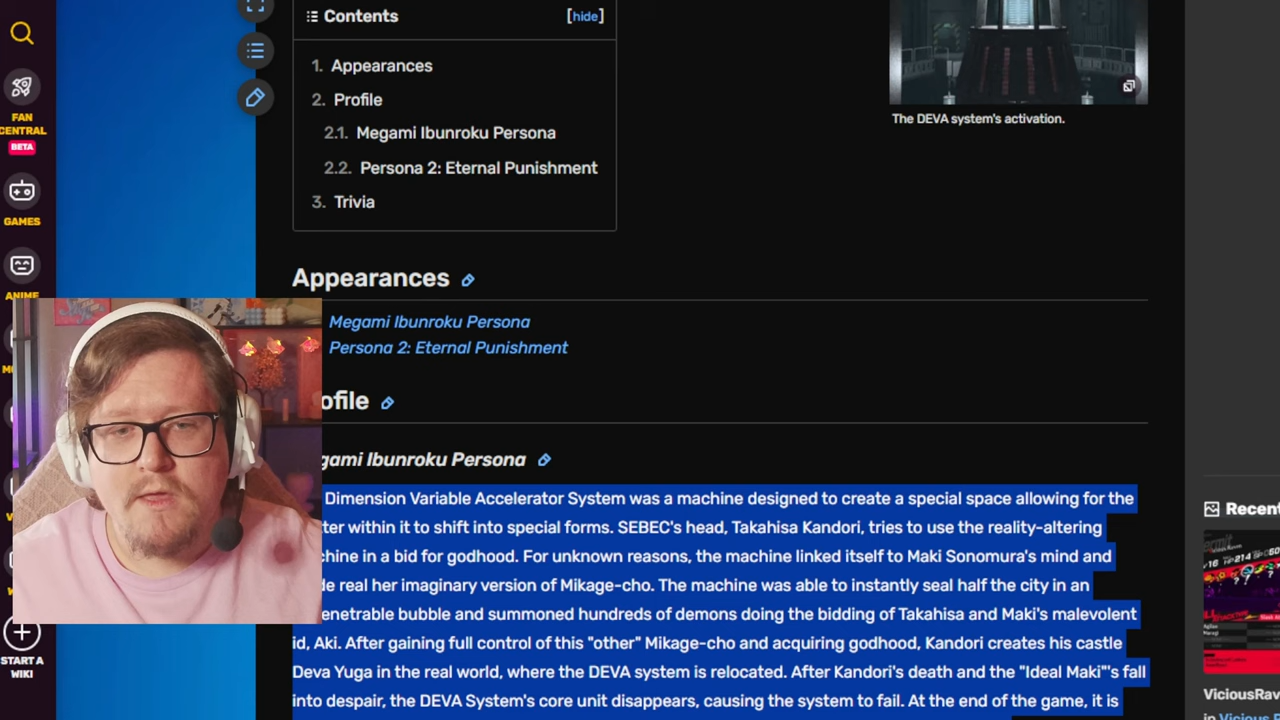 Contents [hide]
1. Appearances
2. Profile
2.1. Megami Ibunroku Persona
2.2. Persona 2: Eternal Punishment
3. Trivia
The DEVA system's activation.
FAN
CENTRAL
BETA
GAMES
ANIME
START A
WIKI
Appearances
Megami Ibunroku Persona
Persona 2: Eternal Punishment
ofile
gami Ibunroku Persona
Dimension Variable Accelerator System was a machine designed to create a special space allowing for the
ter within it to shift into special forms. SEBEC's head, Takahisa Kandori, tries to use the reality-altering
chine in a bid for godhood. For unknown reasons, the machine linked itself to Maki Sonomura's mind and
de real her imaginary version of Mikage-cho. The machine was able to instantly seal half the city in an
enetrable bubble and summoned hundreds of demons doing the bidding of Takahisa and Maki's malevolent
id, Aki. After gaining full control of this "other" Mikage-cho and acquiring godhood, Kandori creates his castle
Deva Yuga in the real world, where the DEVA system is relocated. After Kandori's death and the "Ideal Maki"'s fall
into despair, the DEVA System's core unit disappears, causing the system to fail. At the end of the game, it is
Recent
ViciousRav